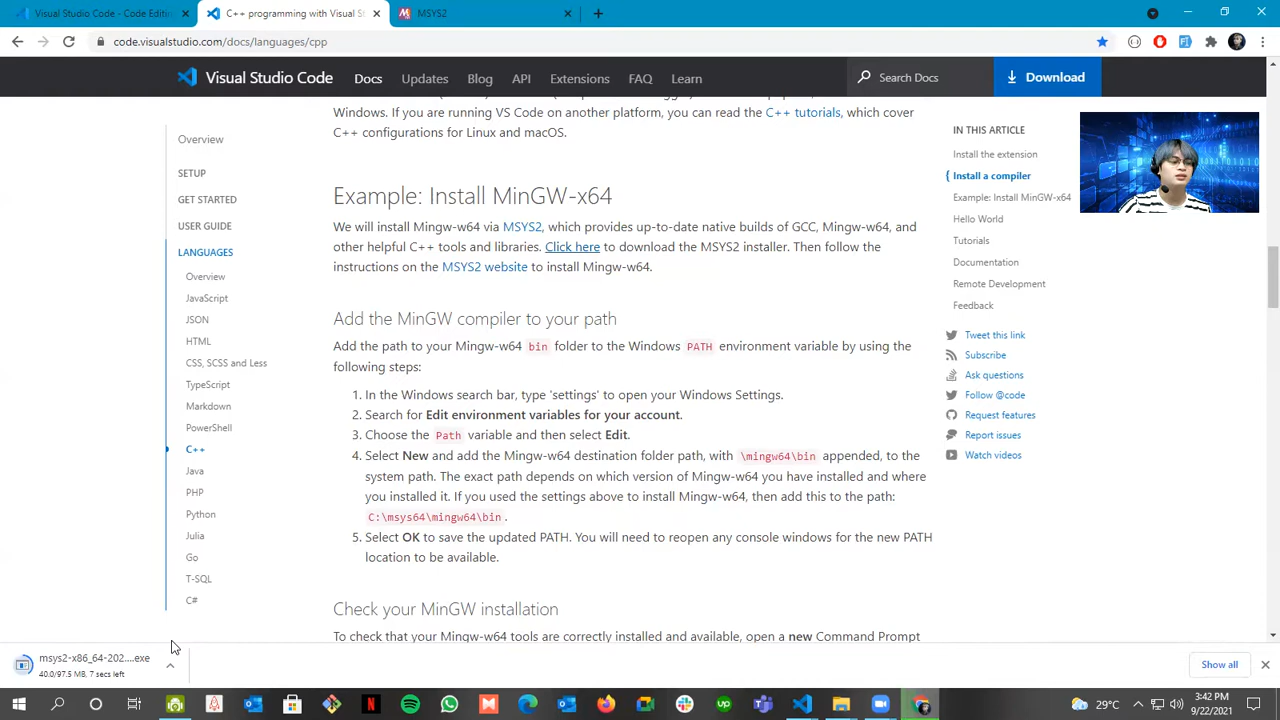 Visual Studio Code - Code Editin
C++ programming with Visual St
MSYS2
code.visualstudio.com/docs/languages/cpp
Visual Studio Code
Docs
Updates
Blog
API
Extensions
FAQ
Learn
Search Docs
Download
Windows. If you are running VS Code on another platform, you can read the C++ tutorials, which cover
C++ configurations for Linux and macOS.
Overview
SETUP
GET STARTED
USER GUIDE
LANGUAGES
Overview
JavaScript
JSON
HTML
CSS, SCSS and Less
TypeScript
Markdown
PowerShell
C++
Java
PHP
Python
Julia
Go
T-SQL
C#
Example: Install MinGW-x64
We will install Mingw-w64 via MSYS2, which provides up-to-date native builds of GCC, Mingw-w64, and
other helpful C++ tools and libraries. Click here to download the MSYS2 installer. Then follow the
instructions on the MSYS2 website to install Mingw-w64.
Add the MinGW compiler to your path
Add the path to your Mingw-w64 bin folder to the Windows PATH environment variable by using the
following steps:
1. In the Windows search bar, type 'settings' to open your Windows Settings.
2. Search for Edit environment variables for your account.
3. Choose the Path variable and then select Edit.
4. Select New and add the Mingw-w64 destination folder path, with \mingw64\bin appended, to the
system path. The exact path depends on which version of Mingw-w64 you have installed and where
you installed it. If you used the settings above to install Mingw-w64, then add this to the path:
C:\msys64\mingw64\bin.
5. Select OK to save the updated PATH. You will need to reopen any console windows for the new PATH
location to be available.
Check your MinGW installation
To check that your Mingw-w64 tools are correctly installed and available, open a new Command Prompt
IN THIS ARTICLE
Install the extension
Install a compiler
Example: Install MinGW-x64
Hello World
Tutorials
Documentation
Remote Development
Feedback
Tweet this link
Subscribe
Ask questions
Follow @code
Request features
Report issues
Watch videos
msys2-x86_64-202....exe
40.0/97.5 MB, 7 secs left
Show all
29°C
3:42 PM
9/22/2021